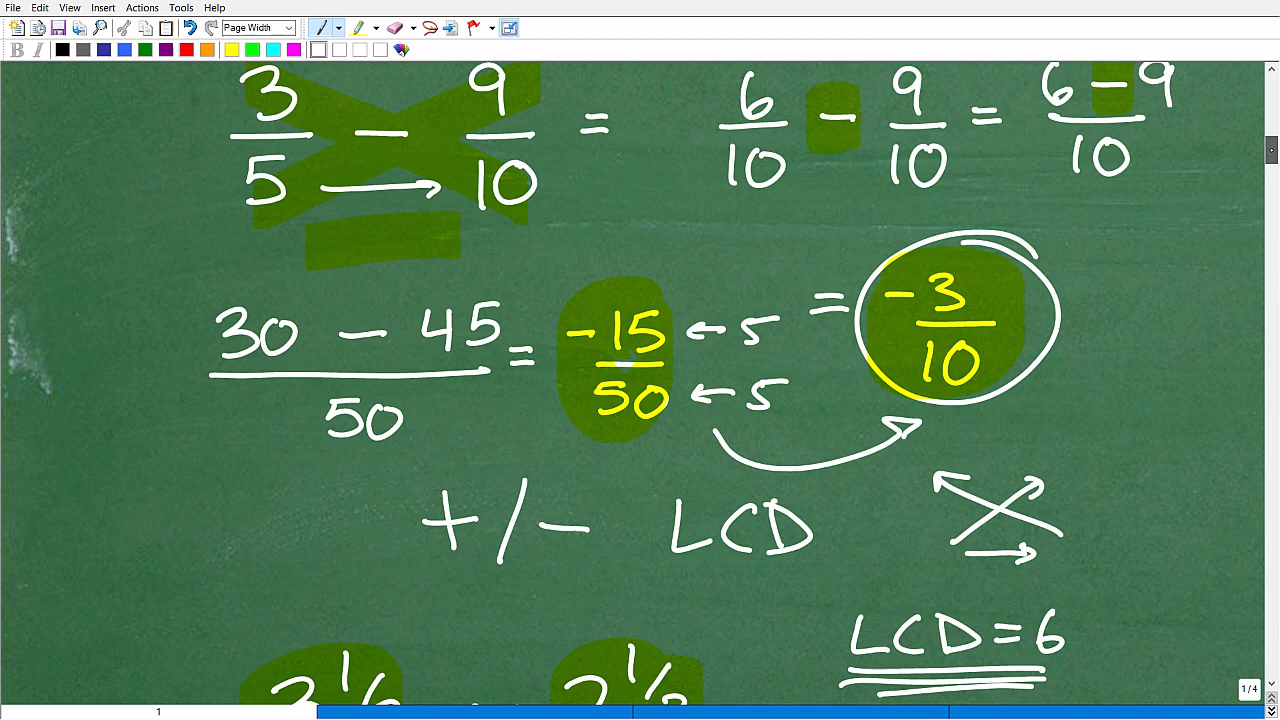 File Edit View Insert Actions Tools Help
Page Width
B I
3/5 - 9/10 = 6/10 - 9/10 = 6 - 9/10
30 - 45/50 = -15/50 ← 5 ← 5 = -3/10
+/- LCD
LCD = 6
1/4
1